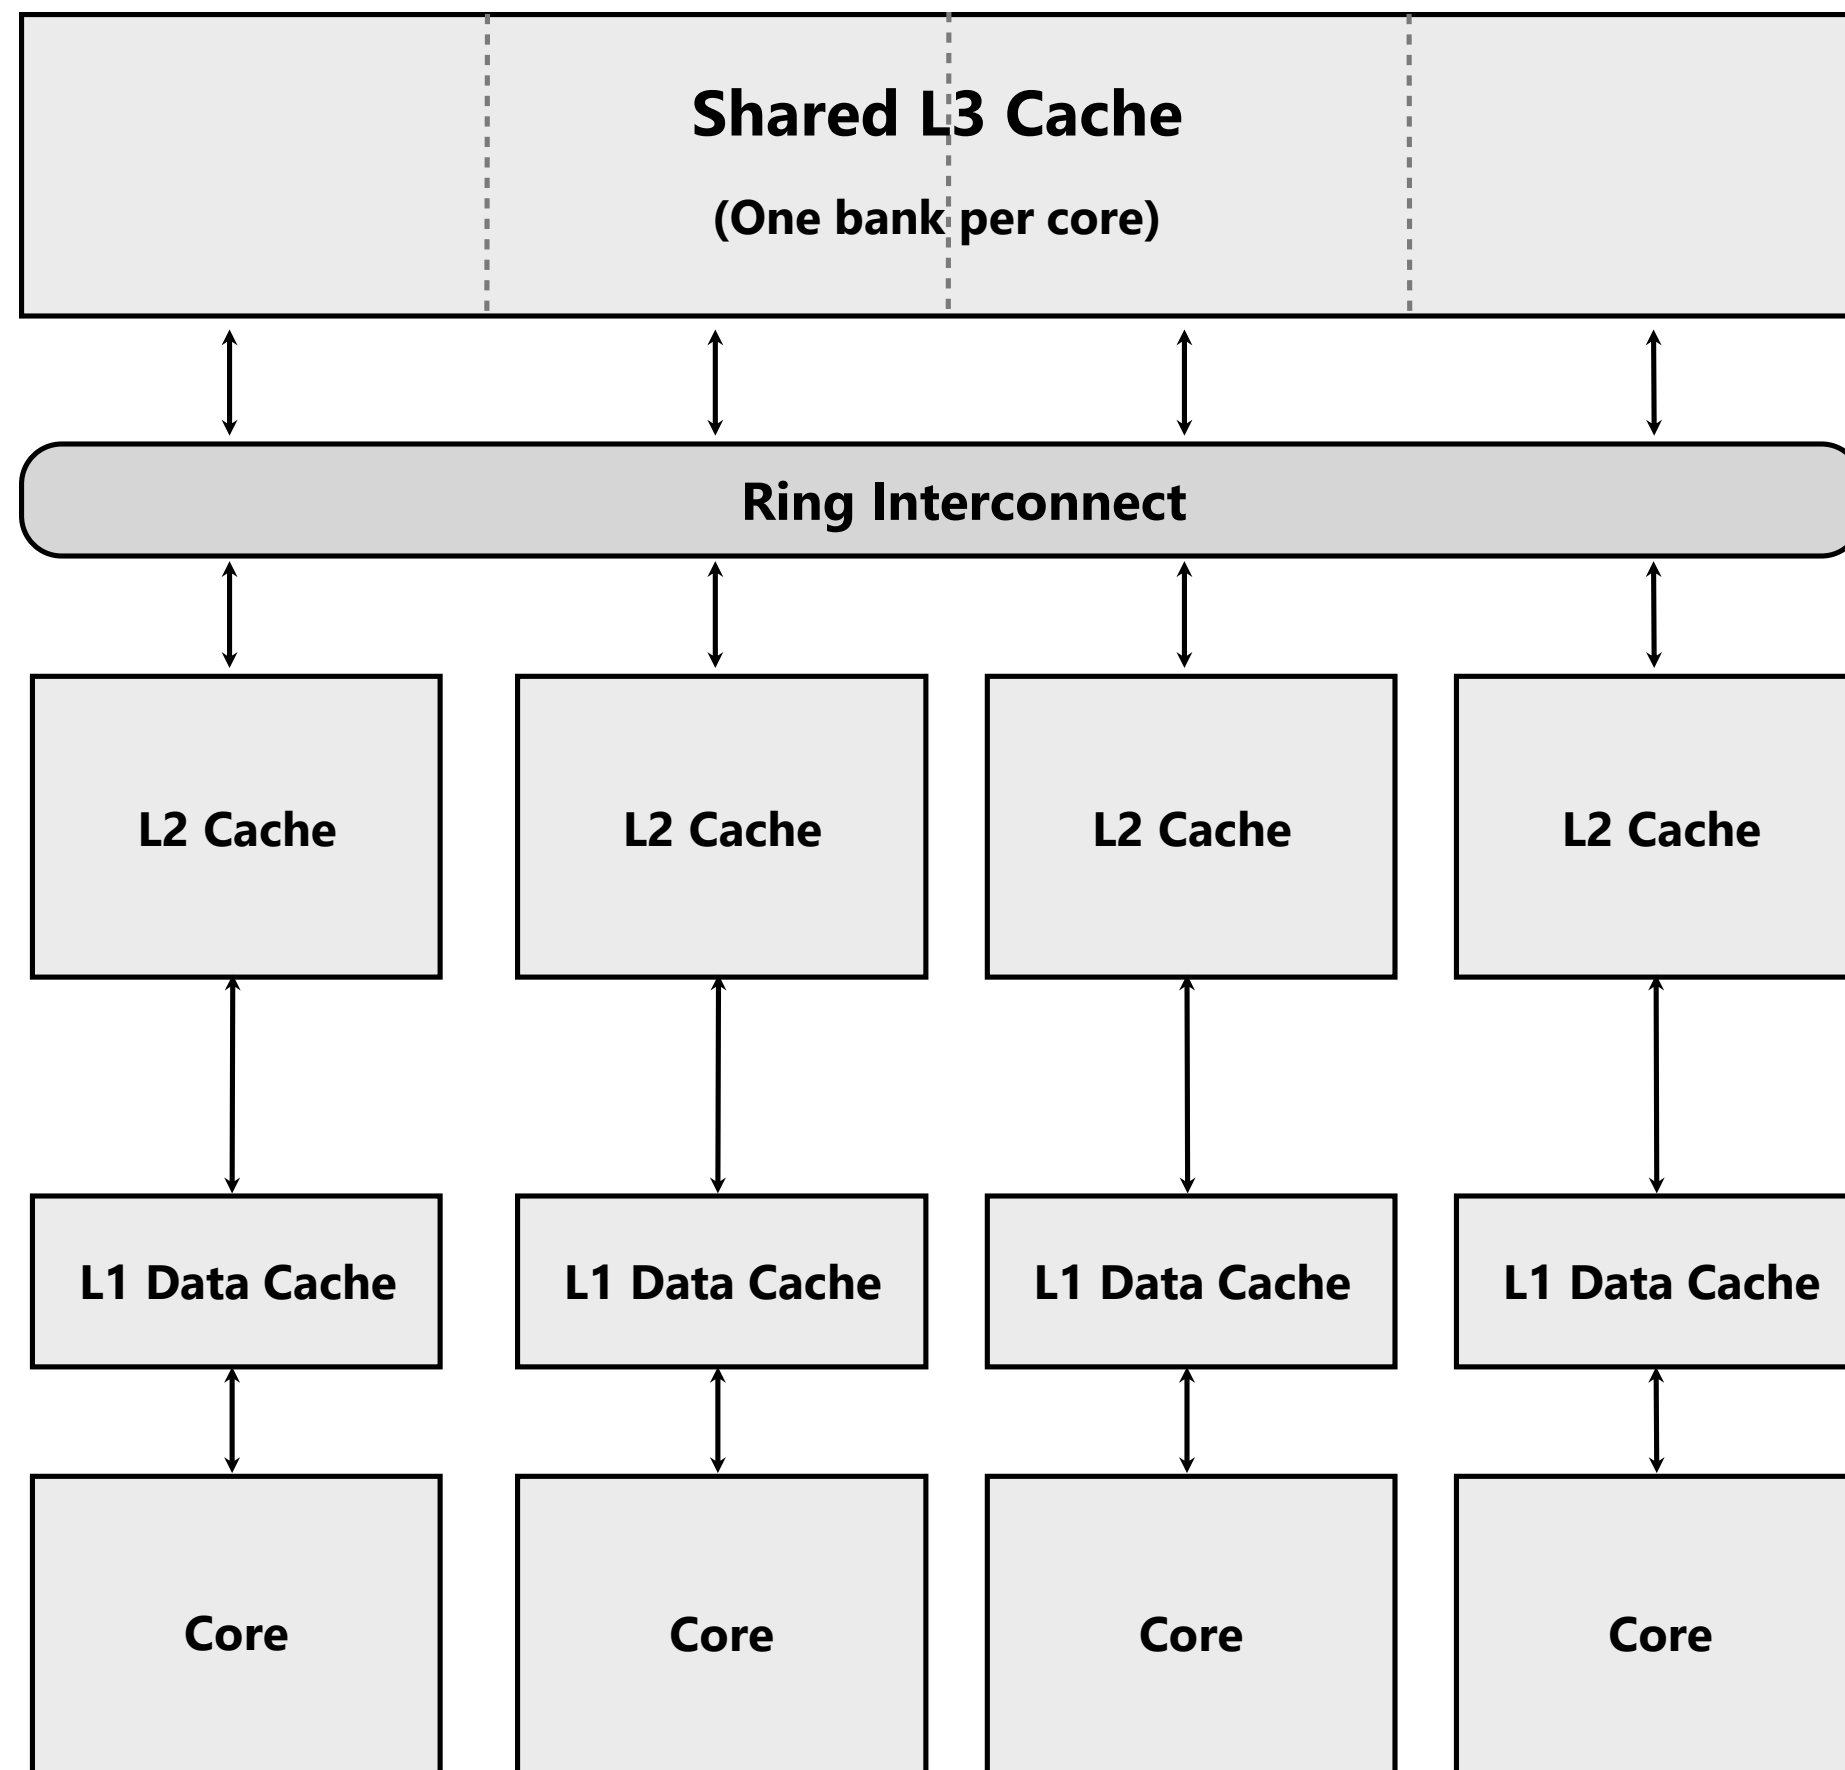 Shared L3 Cache
(One bank per core)
Ring Interconnect
L2 Cache
L2 Cache
L2 Cache
L2 Cache
L1 Data Cache
L1 Data Cache
L1 Data Cache
L1 Data Cache
Core
Core
Core
Core